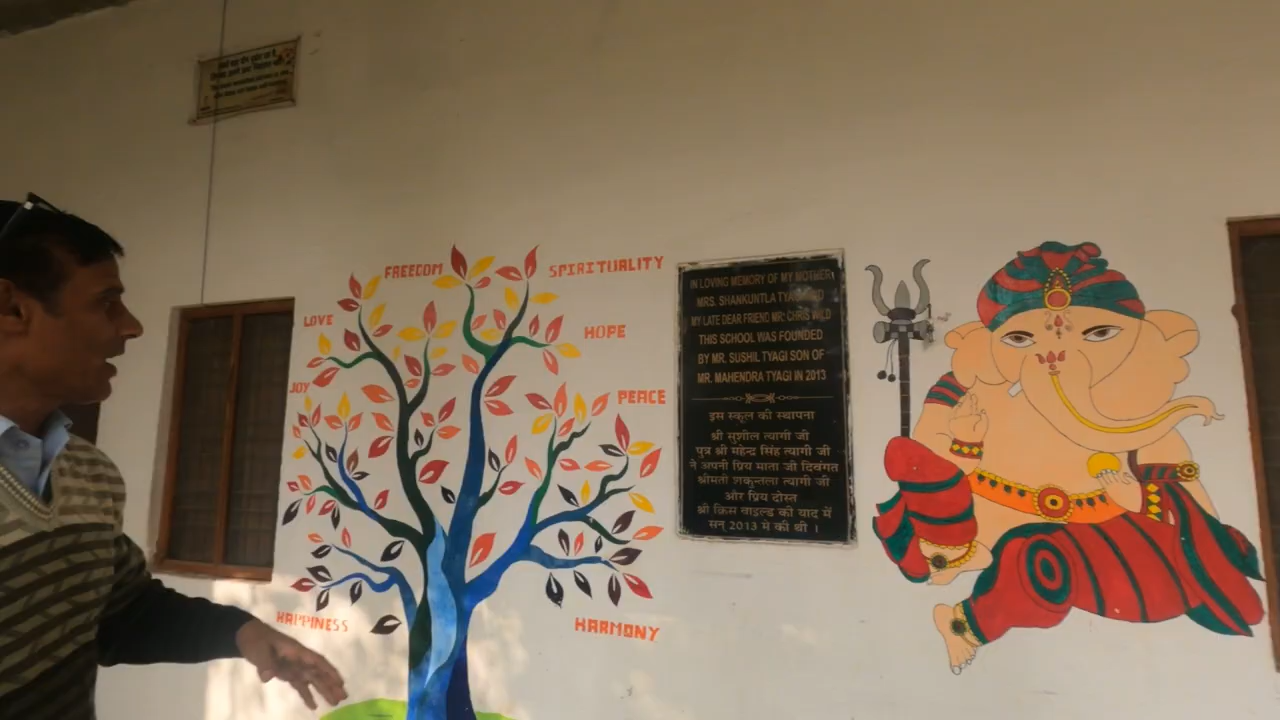 FREEDOM
SPIRITUALITY
LOVE
HOPE
JOY
PEACE
HAPPINESS
HARMONY
IN LOVING MEMORY OF MY MOTHER
MRS. SHANKUNTLA TYAGI AND
MY LATE DEAR FRIEND MR. CHRIS WILD
THIS SCHOOL WAS FOUNDED
BY MR. SUSHIL TYAGI SON OF
MR. MAHENDRA TYAGI IN 2013
इस स्कूल की स्थापना
श्री सुशील त्यागी जी
पुत्र श्री महेन्द्र सिंह त्यागी जी
ने अपनी प्रिय माता जी दिवंगत
श्रीमती शकुन्तला त्यागी जी
और प्रिय दोस्त
श्री क्रिस वाइल्ड की याद में
सन् 2013 मे की थी ।